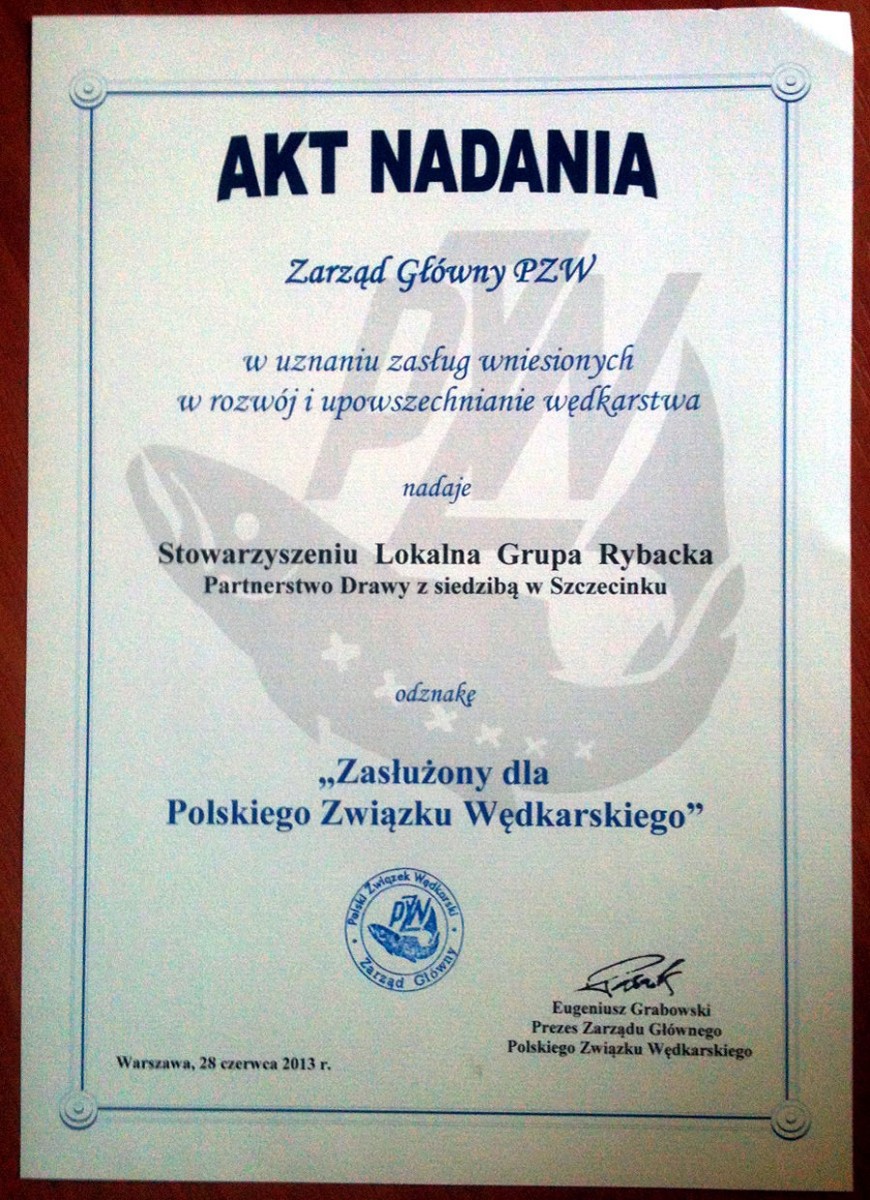 AKT NADANIA
Zarząd Główny PZW
w uznaniu zasług wniesionych
w rozwój i upowszechnianie wędkarstwa
nadaje
Stowarzyszeniu Lokalna Grupa Rybacka
Partnerstwo Drawy z siedzibą w Szczecinku
odznakę
„Zasłużony dla
Polskiego Związku Wędkarskiego”
Polski Związek Wędkarski
PZW
Zarząd Główny
Eugeniusz Grabowski
Prezes Zarządu Głównego
Polskiego Związku Wędkarskiego
Warszawa, 28 czerwca 2013 r.